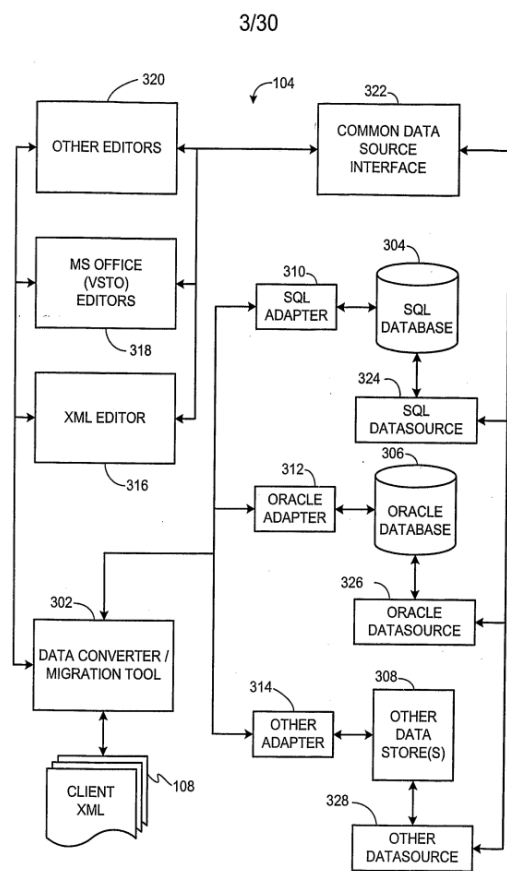 3/30
320
104
322
OTHER EDITORS
COMMON DATA
SOURCE
INTERFACE
MS OFFICE
(VSTO)
EDITORS
318
310
SQL
ADAPTER
304
SQL
DATABASE
324
SQL
DATASOURCE
XML EDITOR
316
312
ORACLE
ADAPTER
306
ORACLE
DATABASE
326
ORACLE
DATASOURCE
302
DATA CONVERTER /
MIGRATION TOOL
314
OTHER
ADAPTER
308
OTHER
DATA
STORE(S)
CLIENT
XML
108
328
OTHER
DATASOURCE